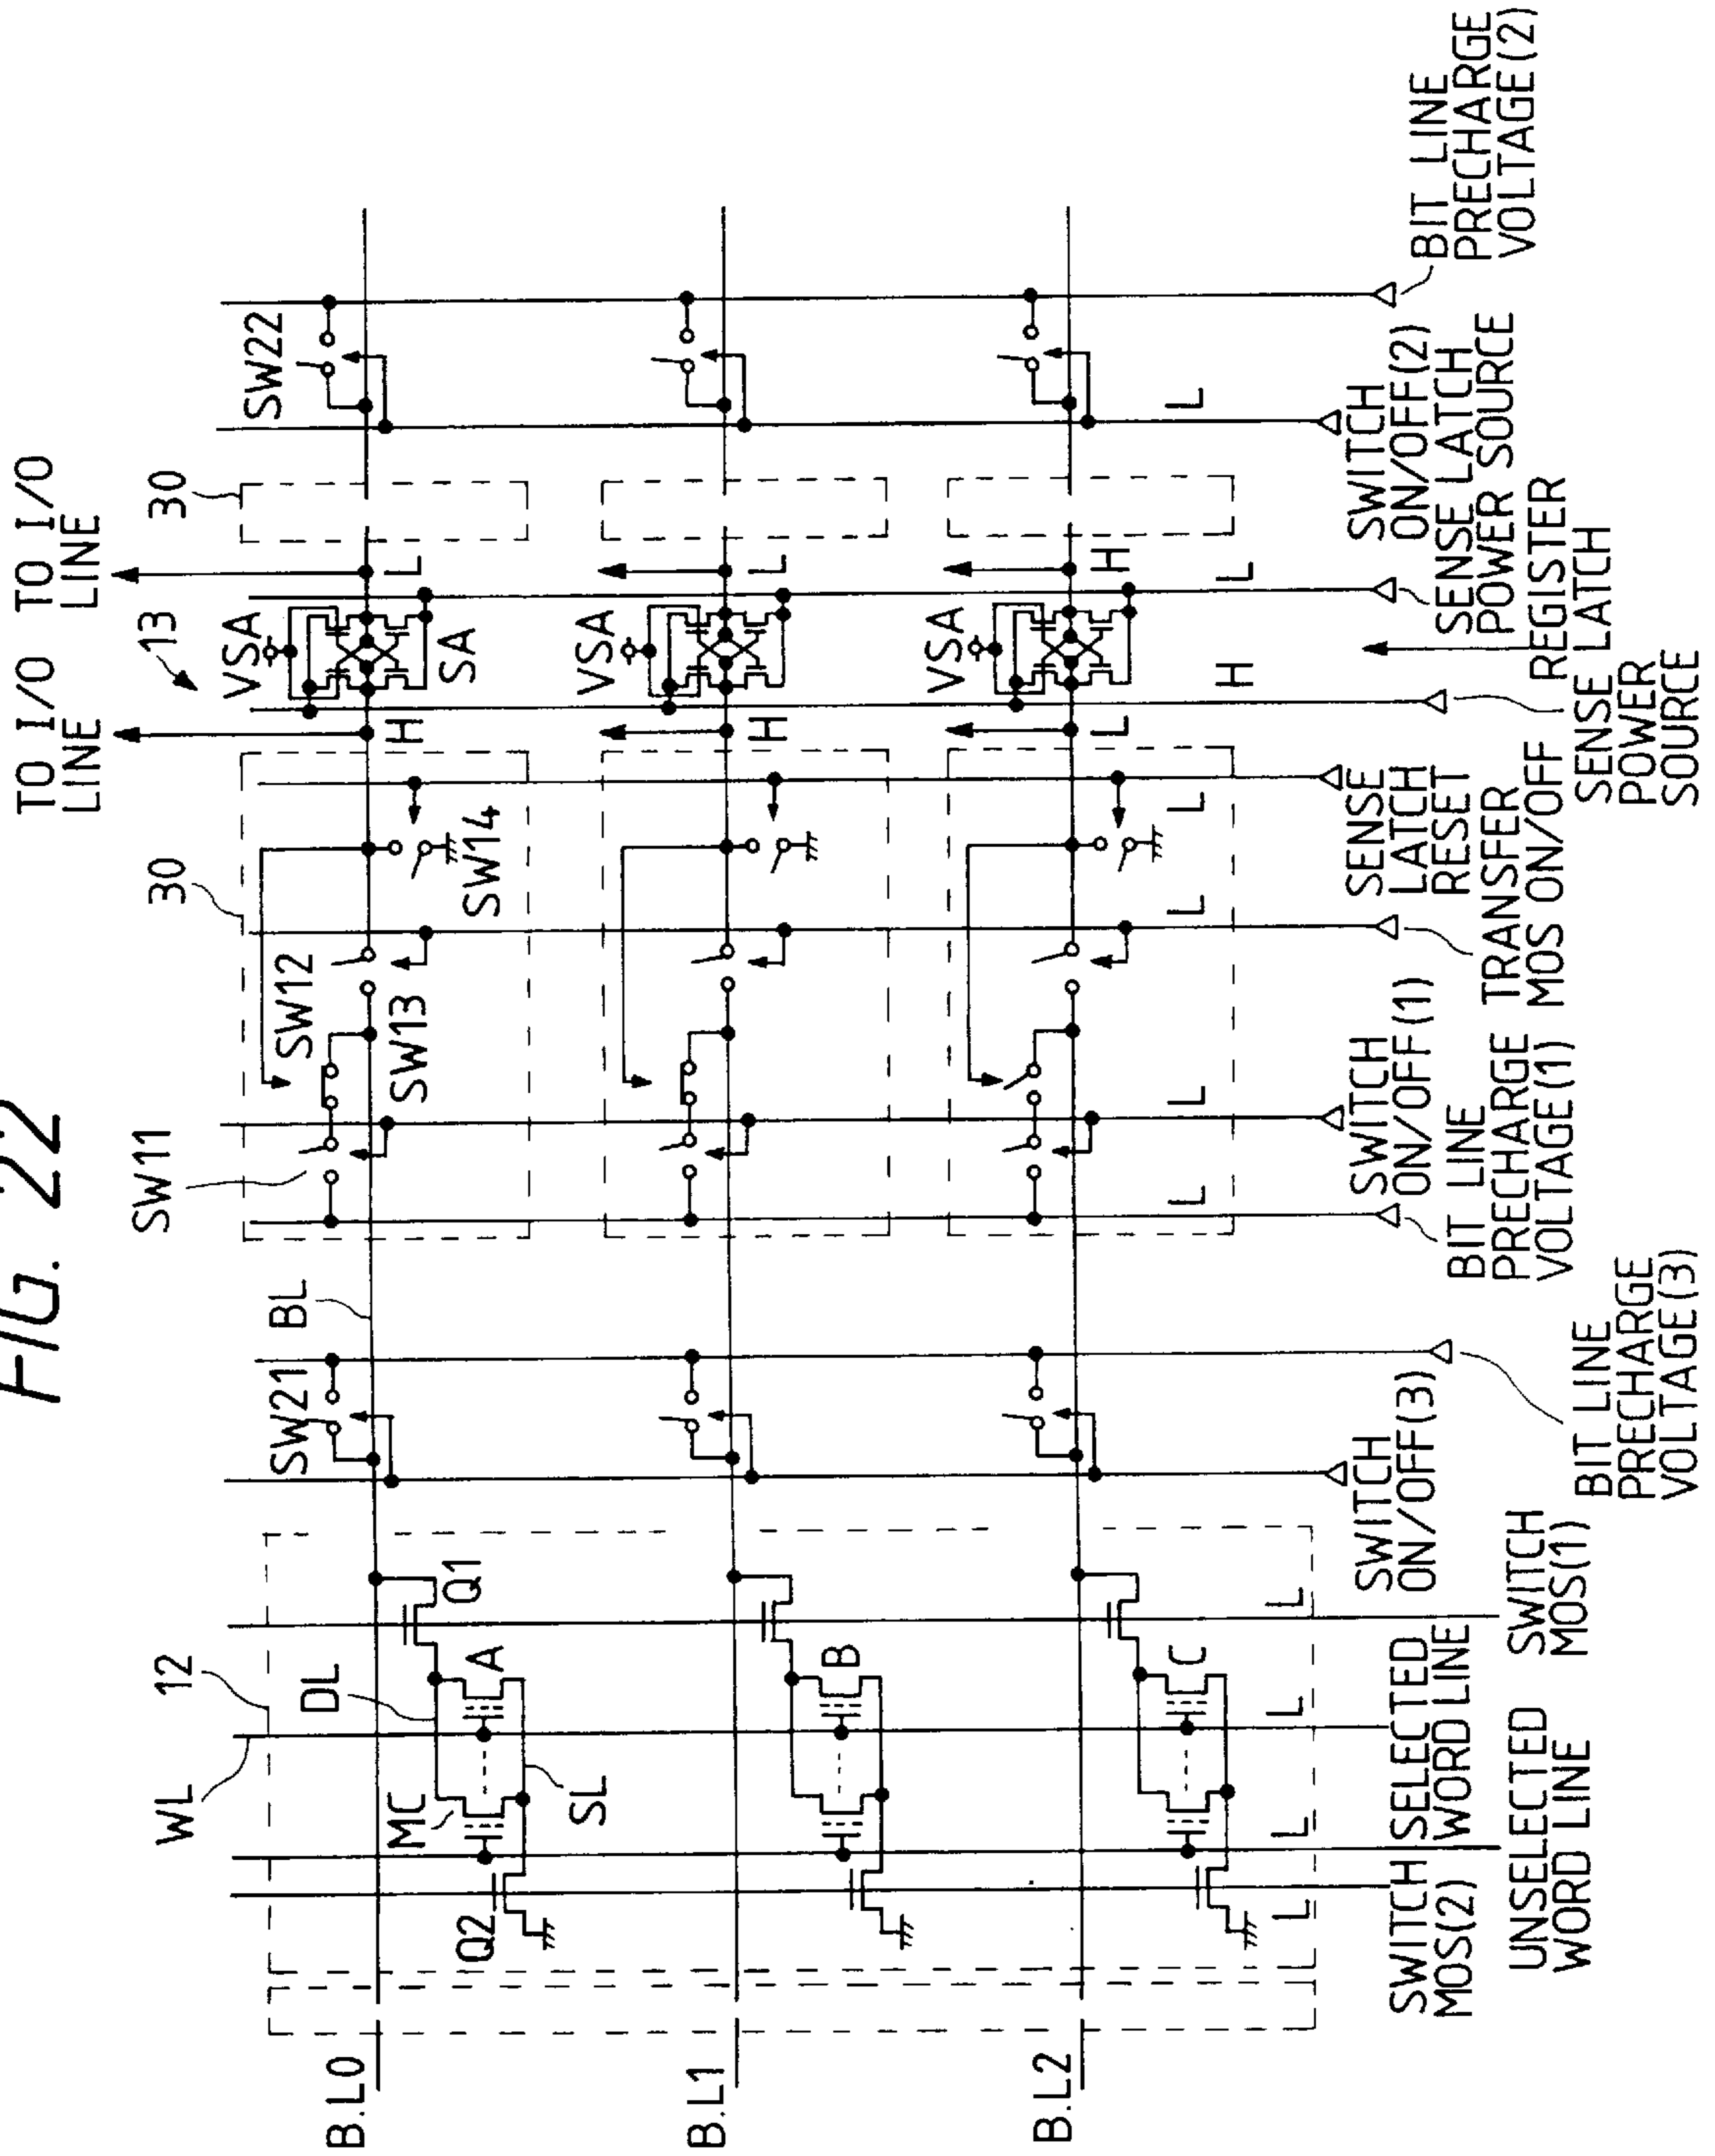 FIG. 22
TO I/O
LINE
TO I/O
LINE
13
30
30
12
WL
SW11
SW12
SW13
SW14
SW21
SW22
BL
DL
MC
SL
A
Q1
Q2
VSA
SA
H
L
B.L0
B
VSA
H
L
B.L1
C
VSA
L
H
B.L2
L
L
L
L
L
L
L
L
H
L
L
SWITCH
MOS(2)
UNSELECTED
WORD LINE
SELECTED
WORD LINE
SWITCH
MOS(1)
SWITCH
ON/OFF(3)
BIT LINE
PRECHARGE
VOLTAGE(3)
BIT LINE
PRECHARGE
VOLTAGE(1)
SWITCH
ON/OFF(1)
TRANSFER
MOS ON/OFF
SENSE
LATCH
RESET
SENSE LATCH
POWER
SOURCE
REGISTER
SENSE LATCH
POWER SOURCE
SWITCH
ON/OFF(2)
BIT LINE
PRECHARGE
VOLTAGE(2)